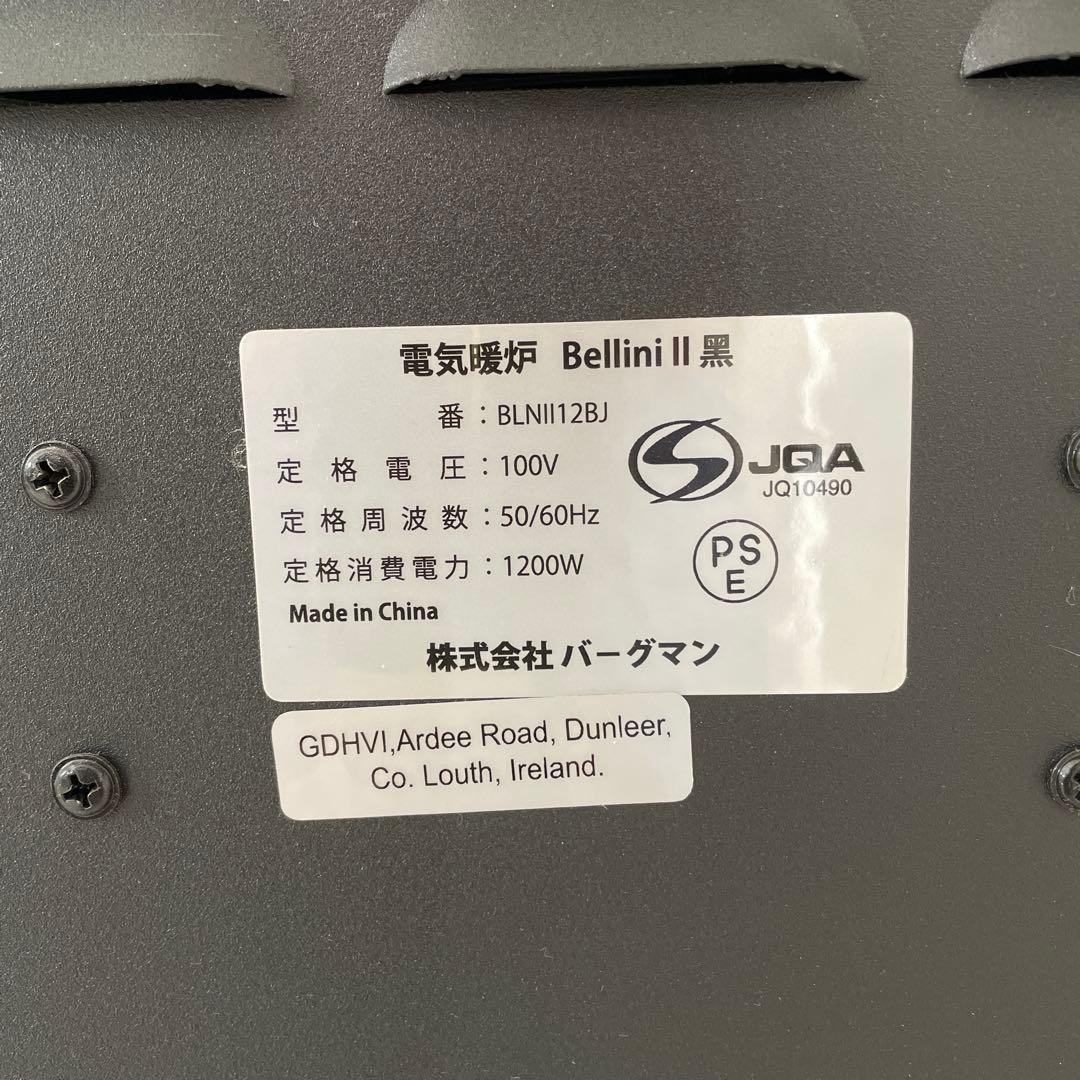 電気暖炉 Bellini II 黒
型番：BLNII12BJ
定格電圧：100V
定格周波数：50/60Hz
定格消費電力：1200W
Made in China
JQA
JQ10490
PS
E
株式会社 バーグマン
GDHVI,Ardee Road, Dunleer,
Co. Louth, Ireland.